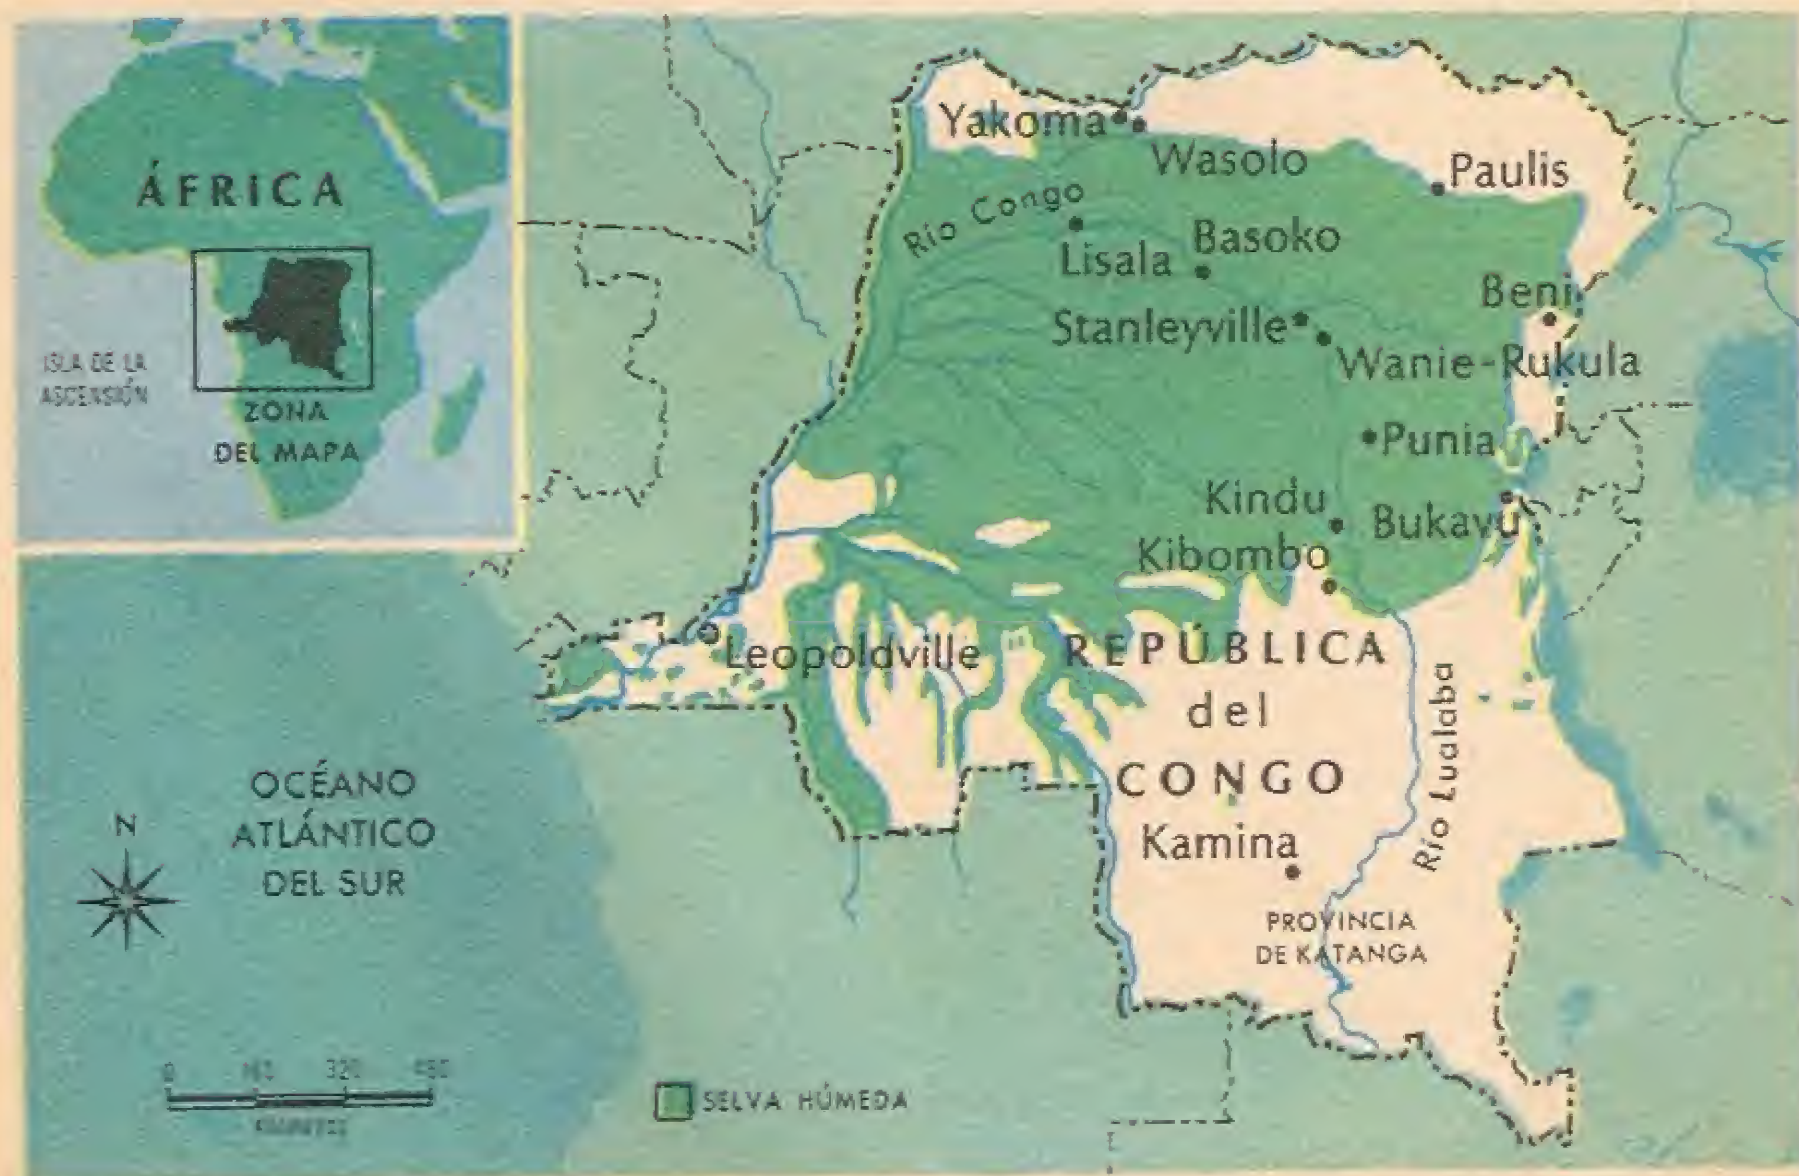 ÁFRICA
ISLA DE LA
ASCENSIÓN
ZONA
DEL MAPA
Yakoma
Wasolo
Paulis
Río Congo
Lisala
Basoko
Beni
Stanleyville
Wanie-Rukula
Punia
Kindu
Bukavu
Kibombo
Leopoldville
REPÚBLICA
del
CONGO
Río Lualaba
Kamina
PROVINCIA
DE KATANGA
OCÉANO
ATLÁNTICO
DEL SUR
N
0 320
SELVA HÚMEDA